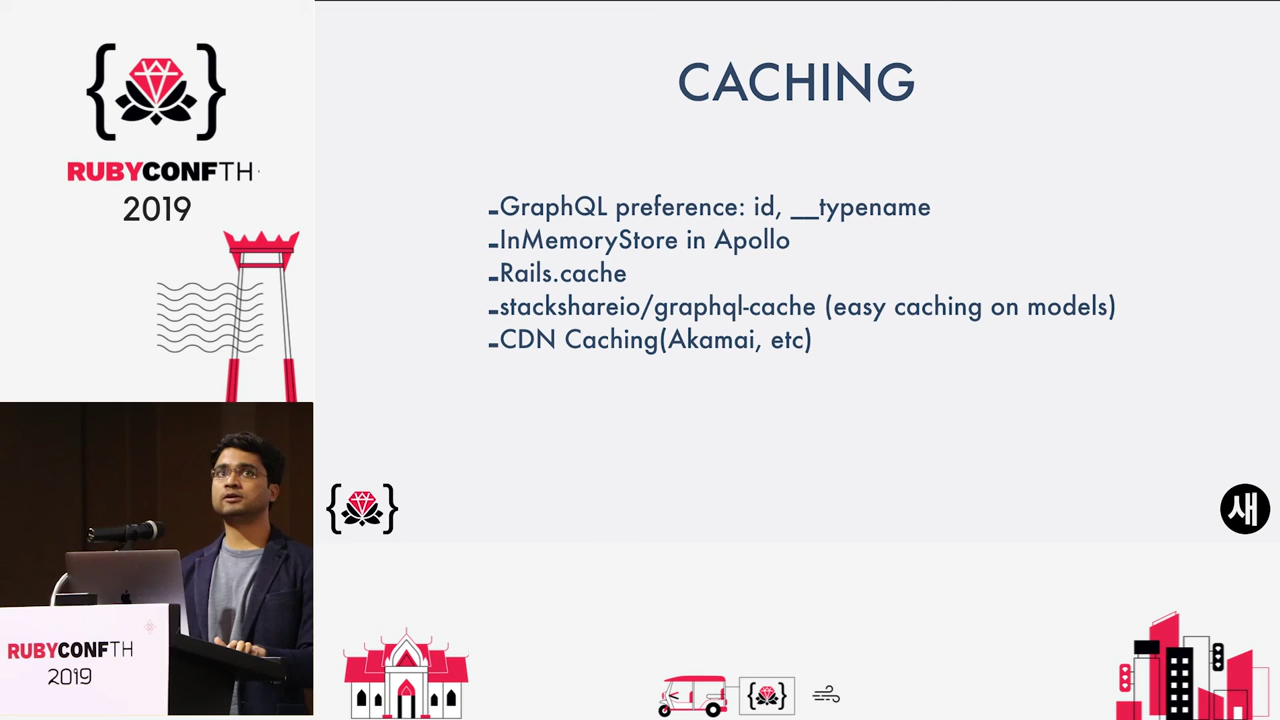 RUBYCONFTH
2019
CACHING
-GraphQL preference: id, __typename
-InMemoryStore in Apollo
-Rails.cache
-stackshareio/graphql-cache (easy caching on models)
-CDN Caching(Akamai, etc)
새
RUBYCONFTH
2019